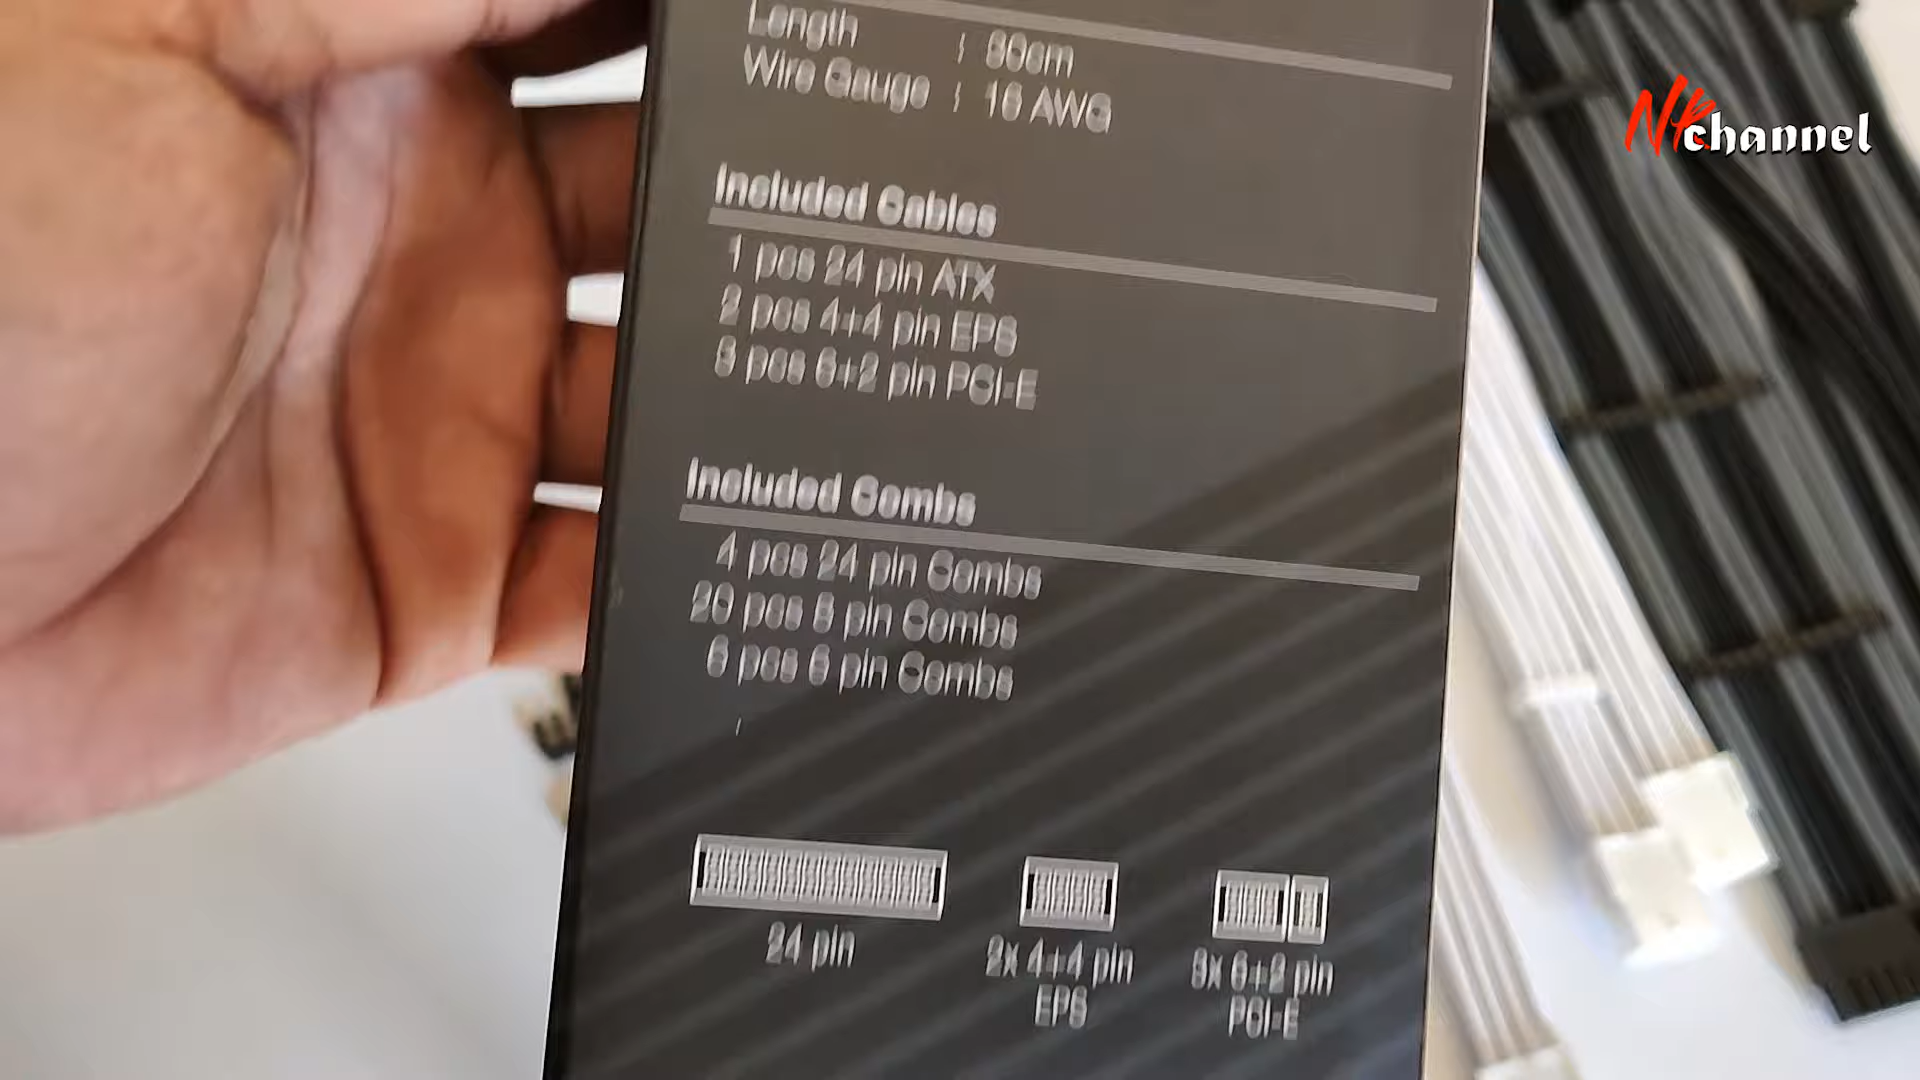 NR channel
Length : 30cm
Wire Gauge : 16 AWG
Included Cables
1 pcs 24 pin ATX
2 pcs 4+4 pin EPS
3 pcs 6+2 pin PCI-E
Included Combs
4 pcs 24 pin Combs
20 pcs 8 pin Combs
6 pcs 6 pin Combs
24 pin
2x 4+4 pin
EPS
3x 6+2 pin
PCI-E